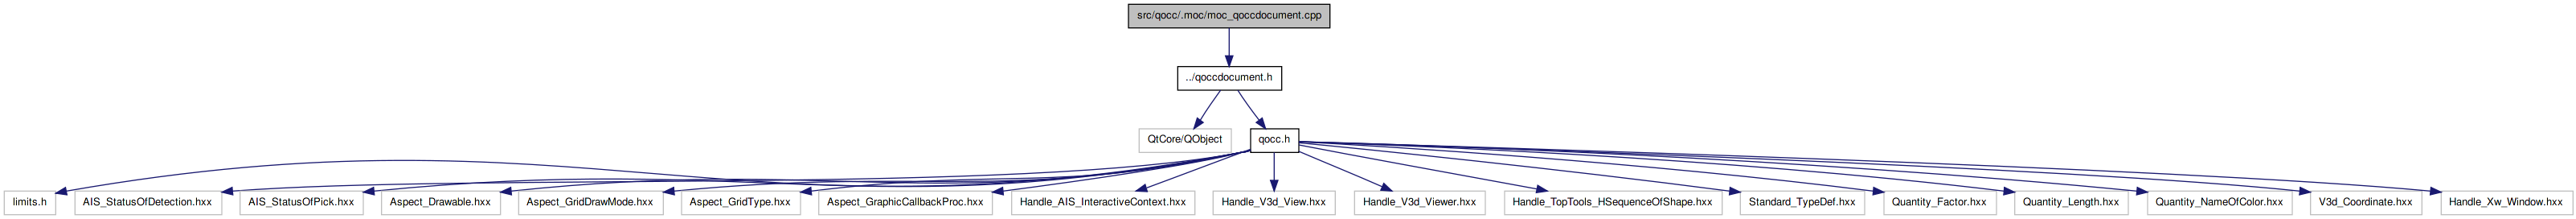 src/qocc/.moc/moc_qoccdocument.cpp
../qoccdocument.h
QtCore/QObject
qocc.h
limits.h
AIS_StatusOfDetection.hxx
AIS_StatusOfPick.hxx
Aspect_Drawable.hxx
Aspect_GridDrawMode.hxx
Aspect_GridType.hxx
Aspect_GraphicCallbackProc.hxx
Handle_AIS_InteractiveContext.hxx
Handle_V3d_View.hxx
Handle_V3d_Viewer.hxx
Handle_TopTools_HSequenceOfShape.hxx
Standard_TypeDef.hxx
Quantity_Factor.hxx
Quantity_Length.hxx
Quantity_NameOfColor.hxx
V3d_Coordinate.hxx
Handle_Xw_Window.hxx